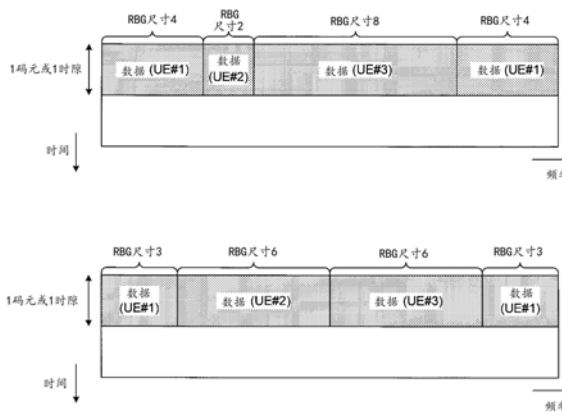 RBG尺寸4
RBG
尺寸2
RBG尺寸8
RBG尺寸4
1码元或1时隙
数据 (UE#1)
数据
(UE#2)
数据 (UE#3)
数据 (UE#1)
时间
RBG尺寸3
RBG尺寸6
RBG尺寸6
RBG尺寸3
1码元或1时隙
数据
(UE#1)
数据 (UE#2)
数据 (UE#3)
数据
(UE#1)
时间